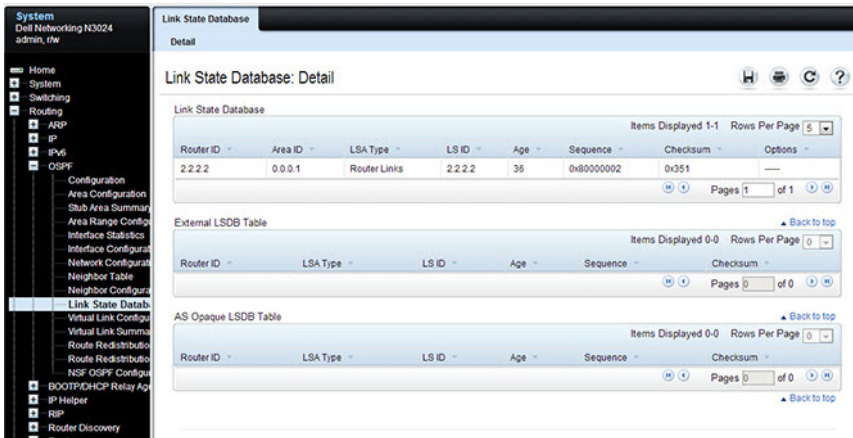 System
Dell Networking N3024
admin, r/w
Home
System
Switching
Routing
ARP
IP
IPv6
OSPF
Configuration
Area Configuration
Stub Area Summary
Area Range Configu
Interface Statistics
Interface Configurat
Network Configurati
Neighbor Table
Neighbor Configura
Link State Databa
Virtual Link Configu
Virtual Link Summa
Route Redistributio
Route Redistributio
NSF OSPF Configur
BOOTP/DHCP Relay Age
IP Helper
RIP
Router Discovery
Link State Database
Detail
Link State Database: Detail
Link State Database
Items Displayed 1-1 Rows Per Page 5
Router ID Area ID LSA Type LS ID Age Sequence Checksum Options
2.2.2.2 0.0.0.1 Router Links 2.2.2.2 36 0x80000002 0x351 -----
Pages 1 of 1
External LSDB Table
Back to top
Items Displayed 0-0 Rows Per Page 0
Router ID LSA Type LS ID Age Sequence Checksum
Pages 0 of 0
AS Opaque LSDB Table
Back to top
Items Displayed 0-0 Rows Per Page 0
Router ID LSA Type LS ID Age Sequence Checksum
Pages 0 of 0
Back to top